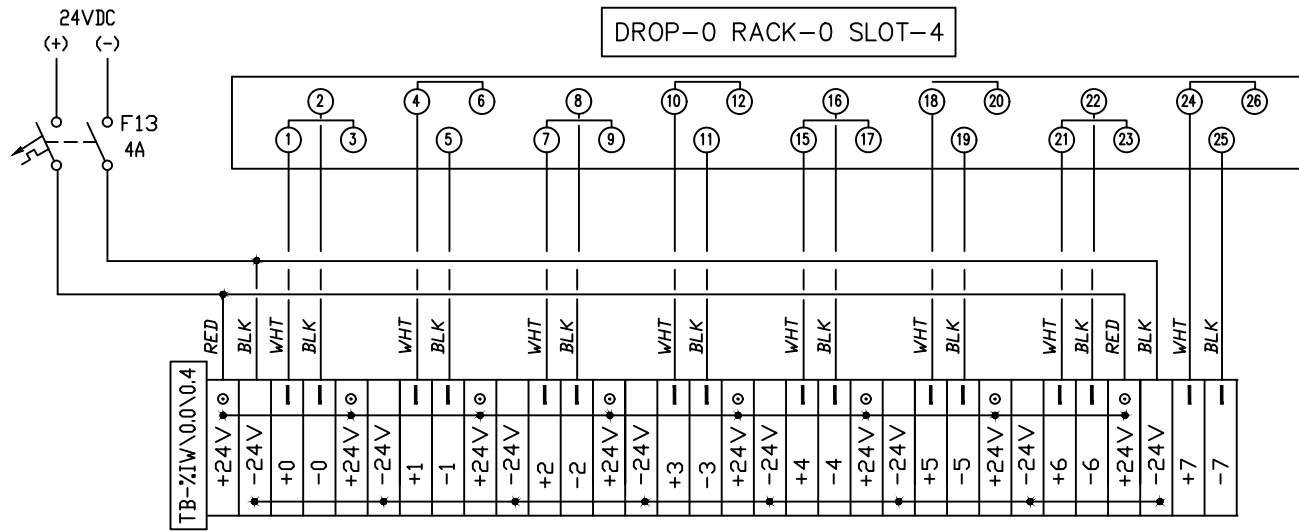 24VDC
(+) (-)
DROP-0 RACK-0 SLOT-4
F13
4A
2 4 6 8 10 12 16 18 20 22 24 26
1 3 5 7 9 11 15 17 19 21 23 25
RED BLK WHT BLK WHT BLK WHT BLK WHT BLK WHT BLK WHT BLK WHT BLK RED BLK WHT BLK
TB-%IW\0.0\0.4
+24V -24V +0 -0 +24V -24V +1 -1 +24V -24V +2 -2 +24V -24V +3 -3 +24V -24V +4 -4 +24V -24V +5 -5 +24V -24V +6 -6 +24V -24V +7 -7